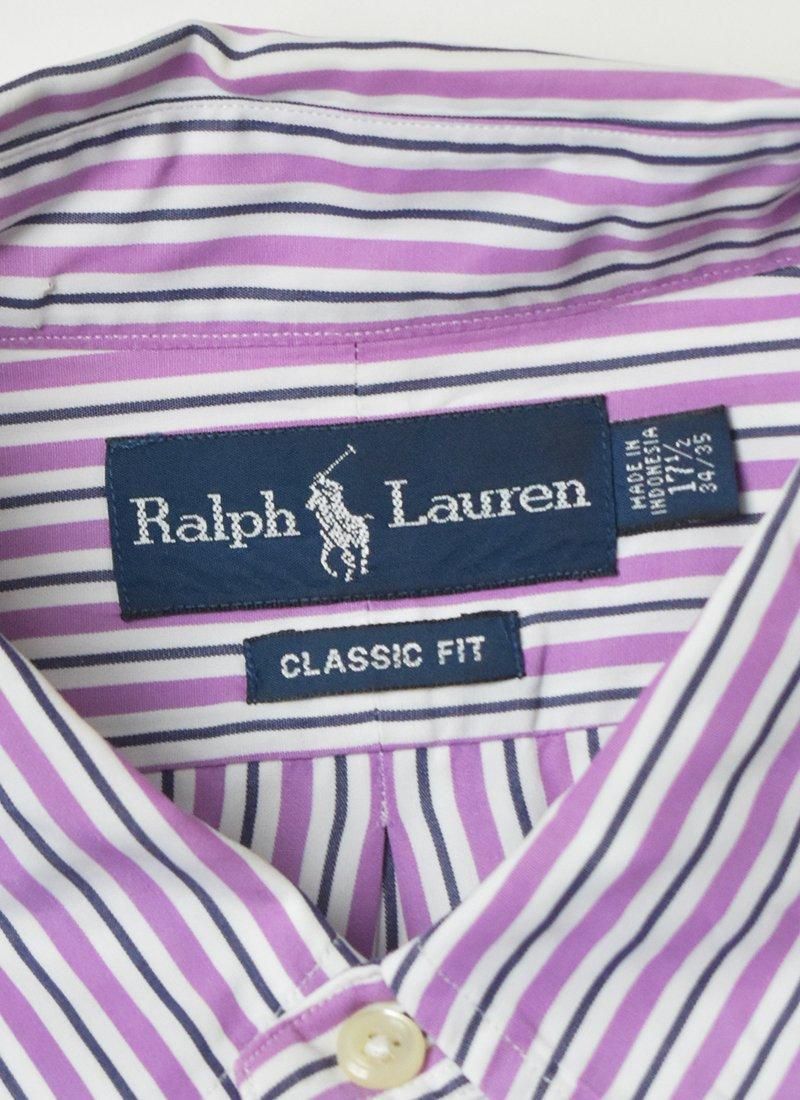 Ralph Lauren
MADE IN
INDONESIA
17½
34/35
CLASSIC FIT